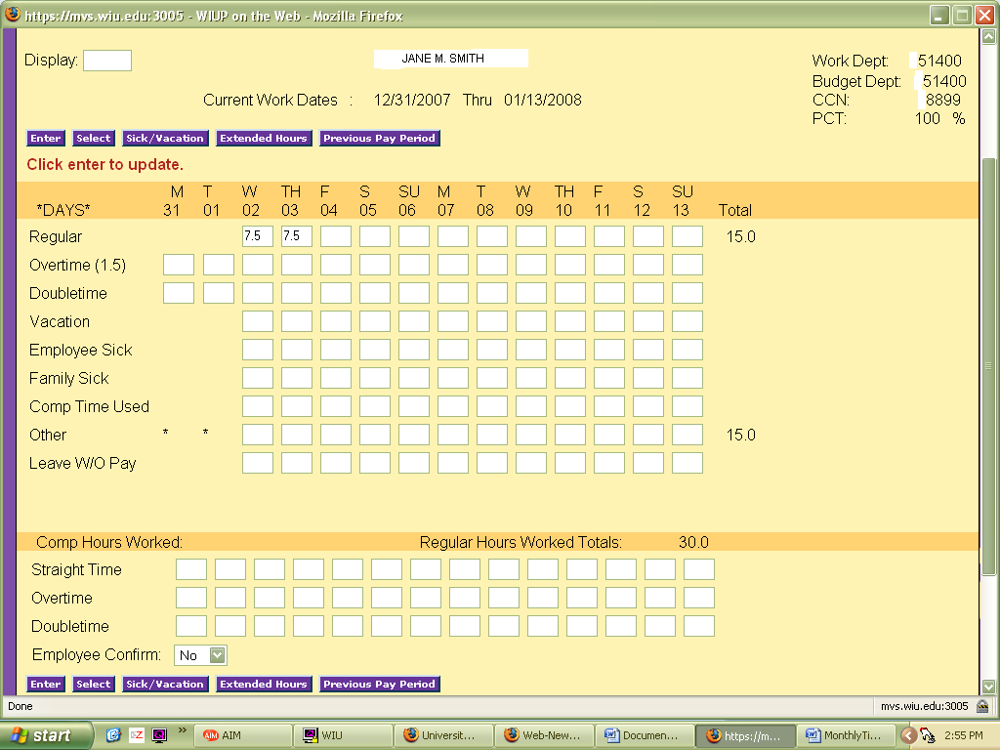 https://mvs.wiu.edu:3005 - WIUP on the Web - Mozilla Firefox
Display:
JANE M. SMITH
Work Dept: 51400
Budget Dept: 51400
Current Work Dates : 12/31/2007 Thru 01/13/2008
CCN: 8899
PCT: 100 %
Enter Select Sick/Vacation Extended Hours Previous Pay Period
Click enter to update.
M T W TH F S SU M T W TH F S SU
*DAYS* 31 01 02 03 04 05 06 07 08 09 10 11 12 13 Total
Regular 7.5 7.5 15.0
Overtime (1.5)
Doubletime
Vacation
Employee Sick
Family Sick
Comp Time Used
Other * * 15.0
Leave W/O Pay
Comp Hours Worked: Regular Hours Worked Totals: 30.0
Straight Time
Overtime
Doubletime
Employee Confirm: No
Enter Select Sick/Vacation Extended Hours Previous Pay Period
Done mvs.wiu.edu:3005
start AIM WIU Universit... Web-New... Documen... https://m... MonthlyTi... 2:55 PM